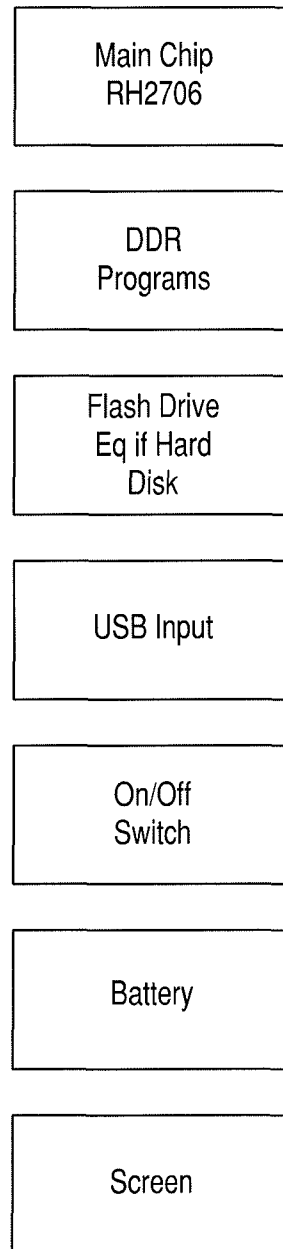 Main Chip
RH2706
DDR
Programs
Flash Drive
Eq if Hard
Disk
USB Input
On/Off
Switch
Battery
Screen